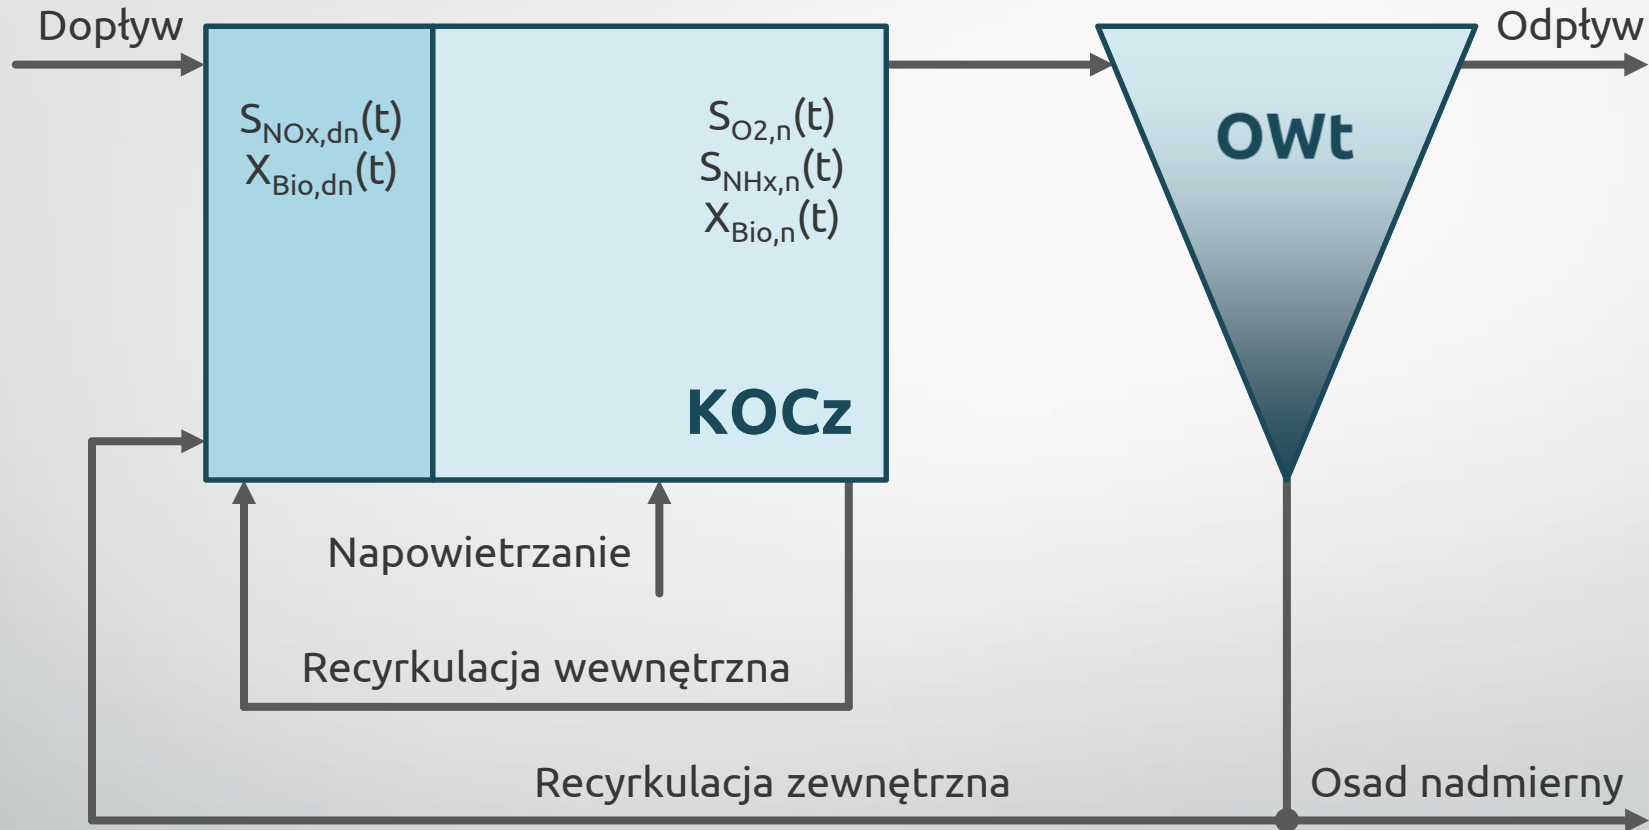 Dopływ
Odpływ
S_NOx,dn(t)
X_Bio,dn(t)
S_O2,n(t)
S_NHx,n(t)
X_Bio,n(t)
OWt
KOCz
Napowietrzanie
Recyrkulacja wewnętrzna
Recyrkulacja zewnętrzna
Osad nadmierny